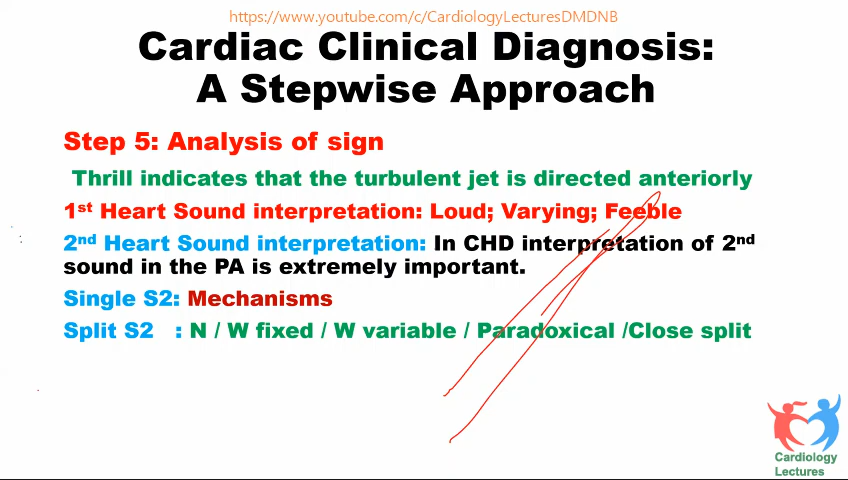 https://www.youtube.com/c/CardiologyLecturesDMDNB
Cardiac Clinical Diagnosis:
A Stepwise Approach
Step 5: Analysis of sign
Thrill indicates that the turbulent jet is directed anteriorly
1st Heart Sound interpretation: Loud; Varying; Feeble
2nd Heart Sound interpretation: In CHD interpretation of 2nd
sound in the PA is extremely important.
Single S2: Mechanisms
Split S2 : N / W fixed / W variable / Paradoxical /Close split
Cardiology
Lectures